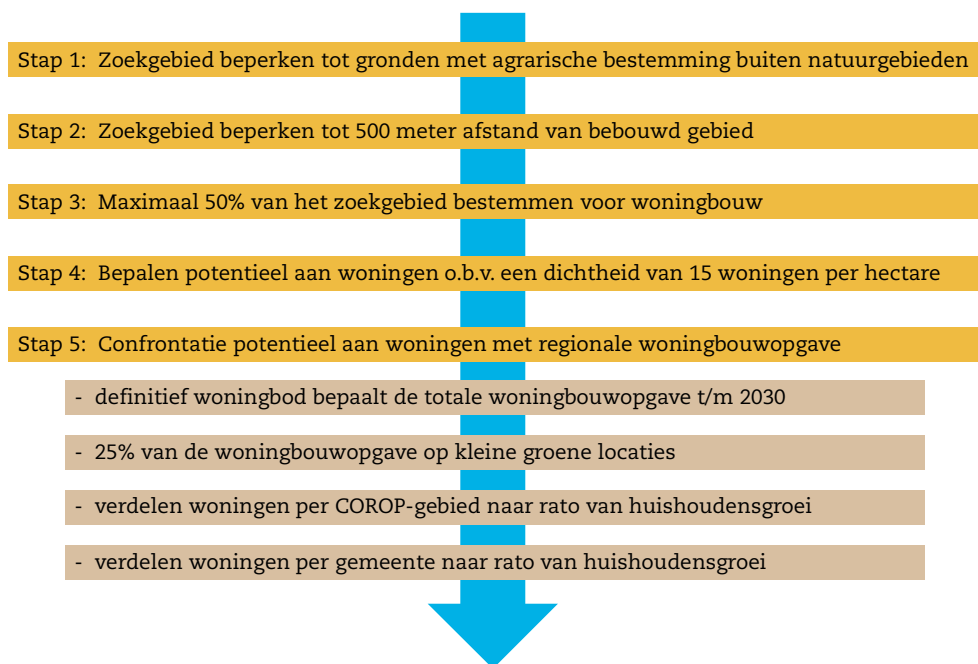 Stap 1: Zoekgebied beperken tot gronden met agrarische bestemming buiten natuurgebieden
Stap 2: Zoekgebied beperken tot 500 meter afstand van bebouwd gebied
Stap 3: Maximaal 50% van het zoekgebied bestemmen voor woningbouw
Stap 4: Bepalen potentieel aan woningen o.b.v. een dichtheid van 15 woningen per hectare
Stap 5: Confrontatie potentieel aan woningen met regionale woningbouwopgave
- definitief woningbod bepaalt de totale woningbouwopgave t/m 2030
- 25% van de woningbouwopgave op kleine groene locaties
- verdelen woningen per COROP-gebied naar rato van huishoudensgroei
- verdelen woningen per gemeente naar rato van huishoudensgroei